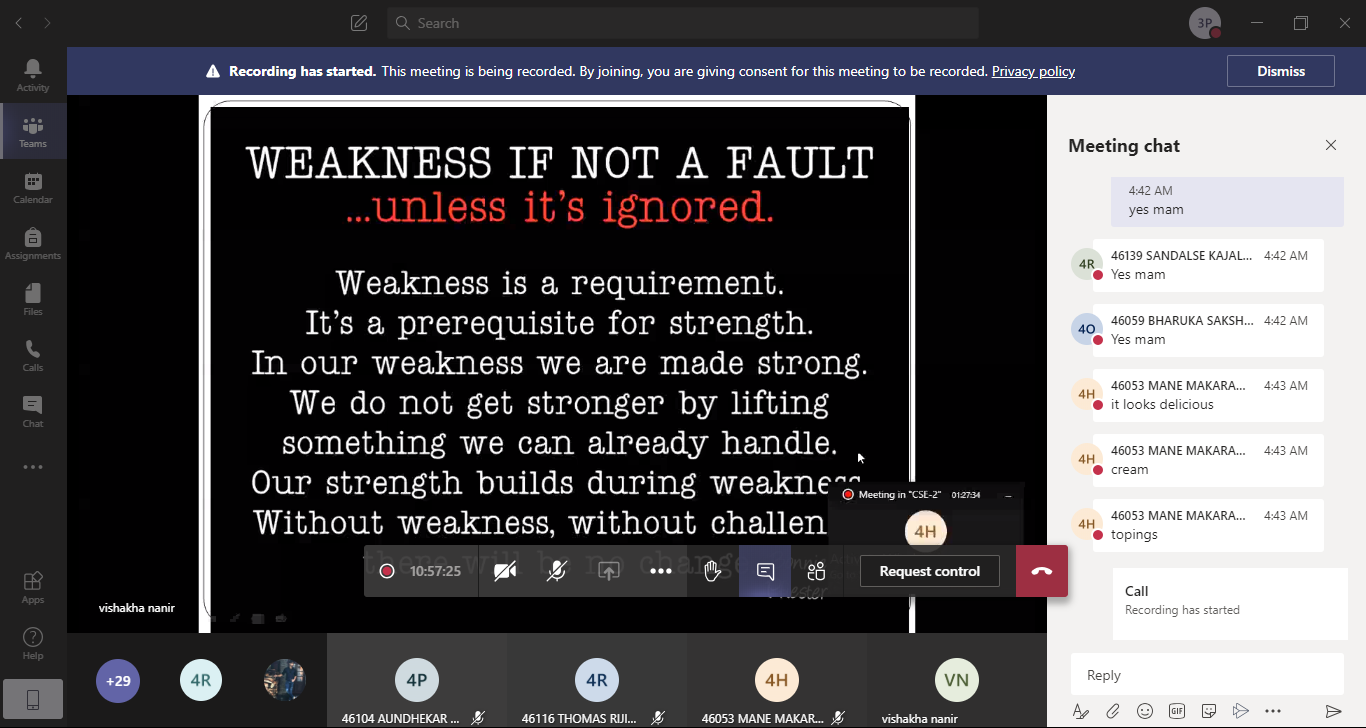 Search
3P
Recording has started. This meeting is being recorded. By joining, you are giving consent for this meeting to be recorded. Privacy policy
Dismiss
Activity
Teams
Calendar
Assignments
Files
Calls
Chat
Apps
Help
WEAKNESS IF NOT A FAULT
...unless it's ignored.
Weakness is a requirement.
It's a prerequisite for strength.
In our weakness we are made strong.
We do not get stronger by lifting
something we can already handle.
Our strength builds during weakness
Without weakness, without challen
there will be no change
Meeting in "CSE-2" 01:27:34
4H
10:57:25
Request control
vishakha nanir
+29
4R
4P
46104 AUNDHEKAR ...
4R
46116 THOMAS RIJI...
4H
46053 MANE MAKAR...
VN
vishakha nanir
Meeting chat
4:42 AM
yes mam
4R
46139 SANDALSE KAJAL... 4:42 AM
Yes mam
4O
46059 BHARUKA SAKSH... 4:42 AM
Yes mam
4H
46053 MANE MAKARA... 4:43 AM
it looks delicious
4H
46053 MANE MAKARA... 4:43 AM
cream
4H
46053 MANE MAKARA... 4:43 AM
topings
Call
Recording has started
Reply
GIF